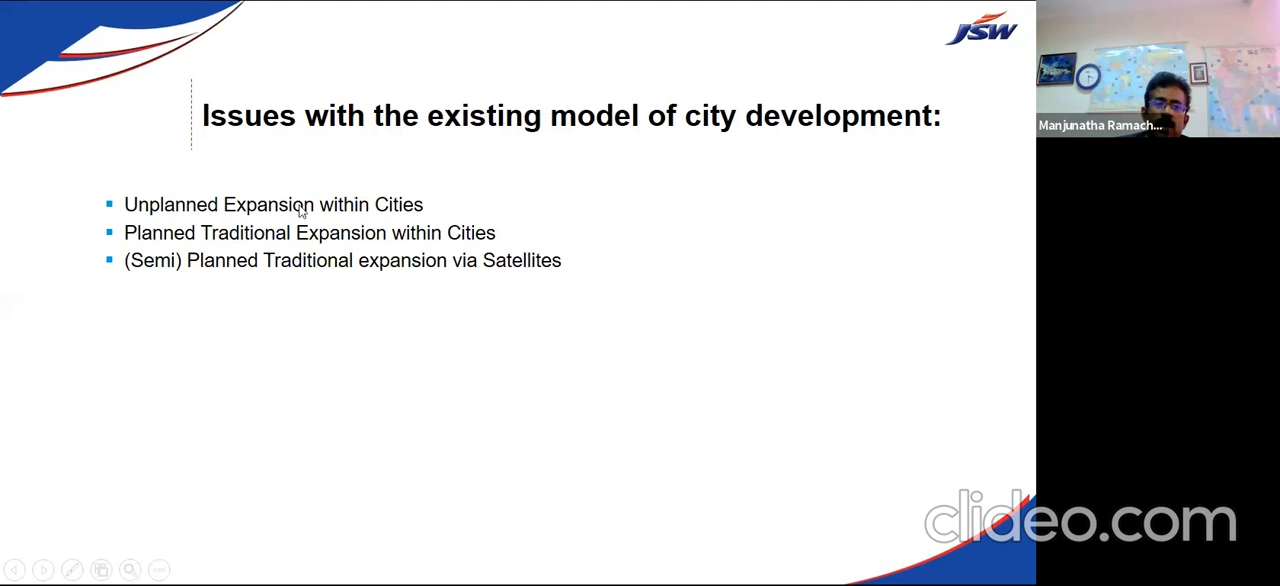 JSW
Issues with the existing model of city development:
Manjunatha Ramach...
Unplanned Expansion within Cities
Planned Traditional Expansion within Cities
(Semi) Planned Traditional expansion via Satellites
clideo.com